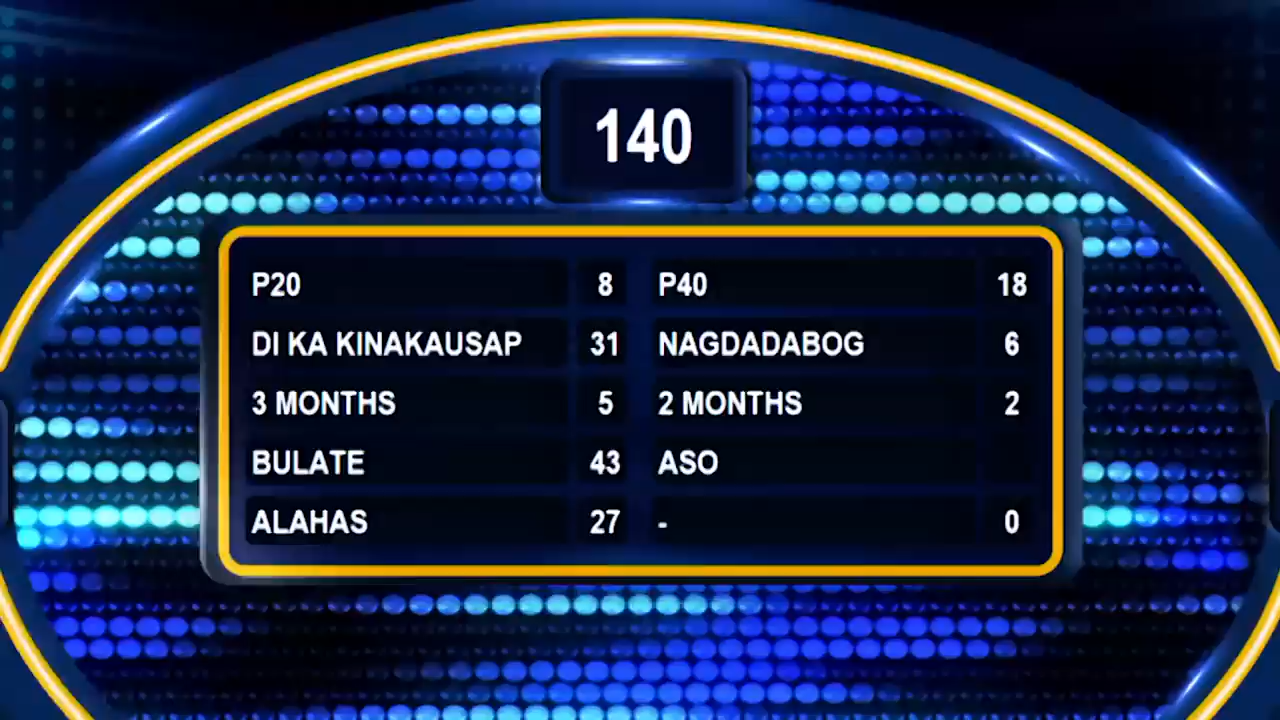 140
P20 8 P40 18
DI KA KINAKAUSAP 31 NAGDADABOG 6
3 MONTHS 5 2 MONTHS 2
BULATE 43 ASO
ALAHAS 27 - 0